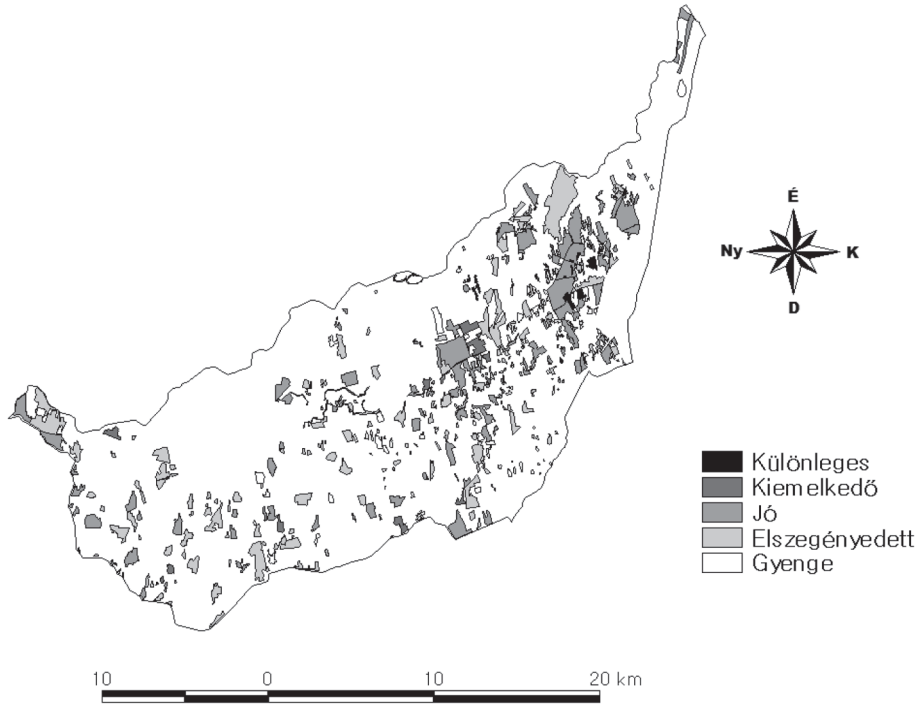 É
Ny K
D
Különleges
Kiemelkedő
Jó
Elszegényedett
Gyenge
10 0 10 20 km